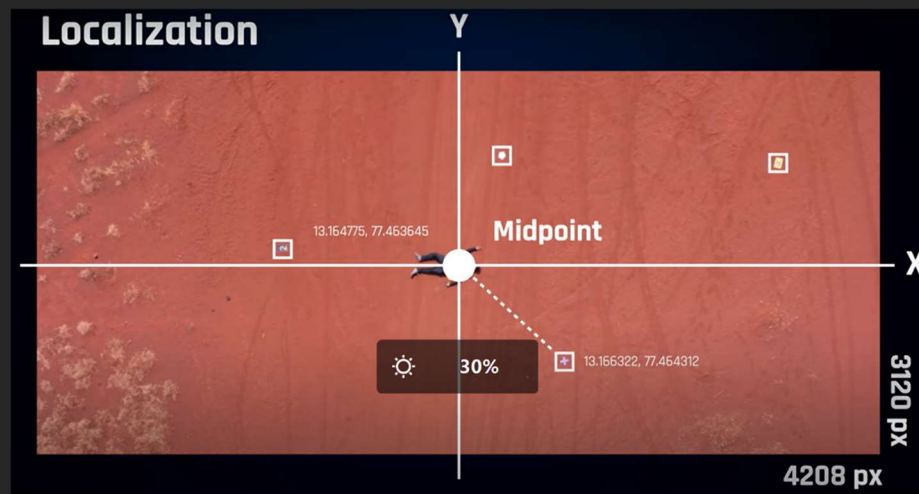 Localization
Y
13.164775, 77.463645
Midpoint
X
30%
13.166322, 77.464312
3120 px
4208 px